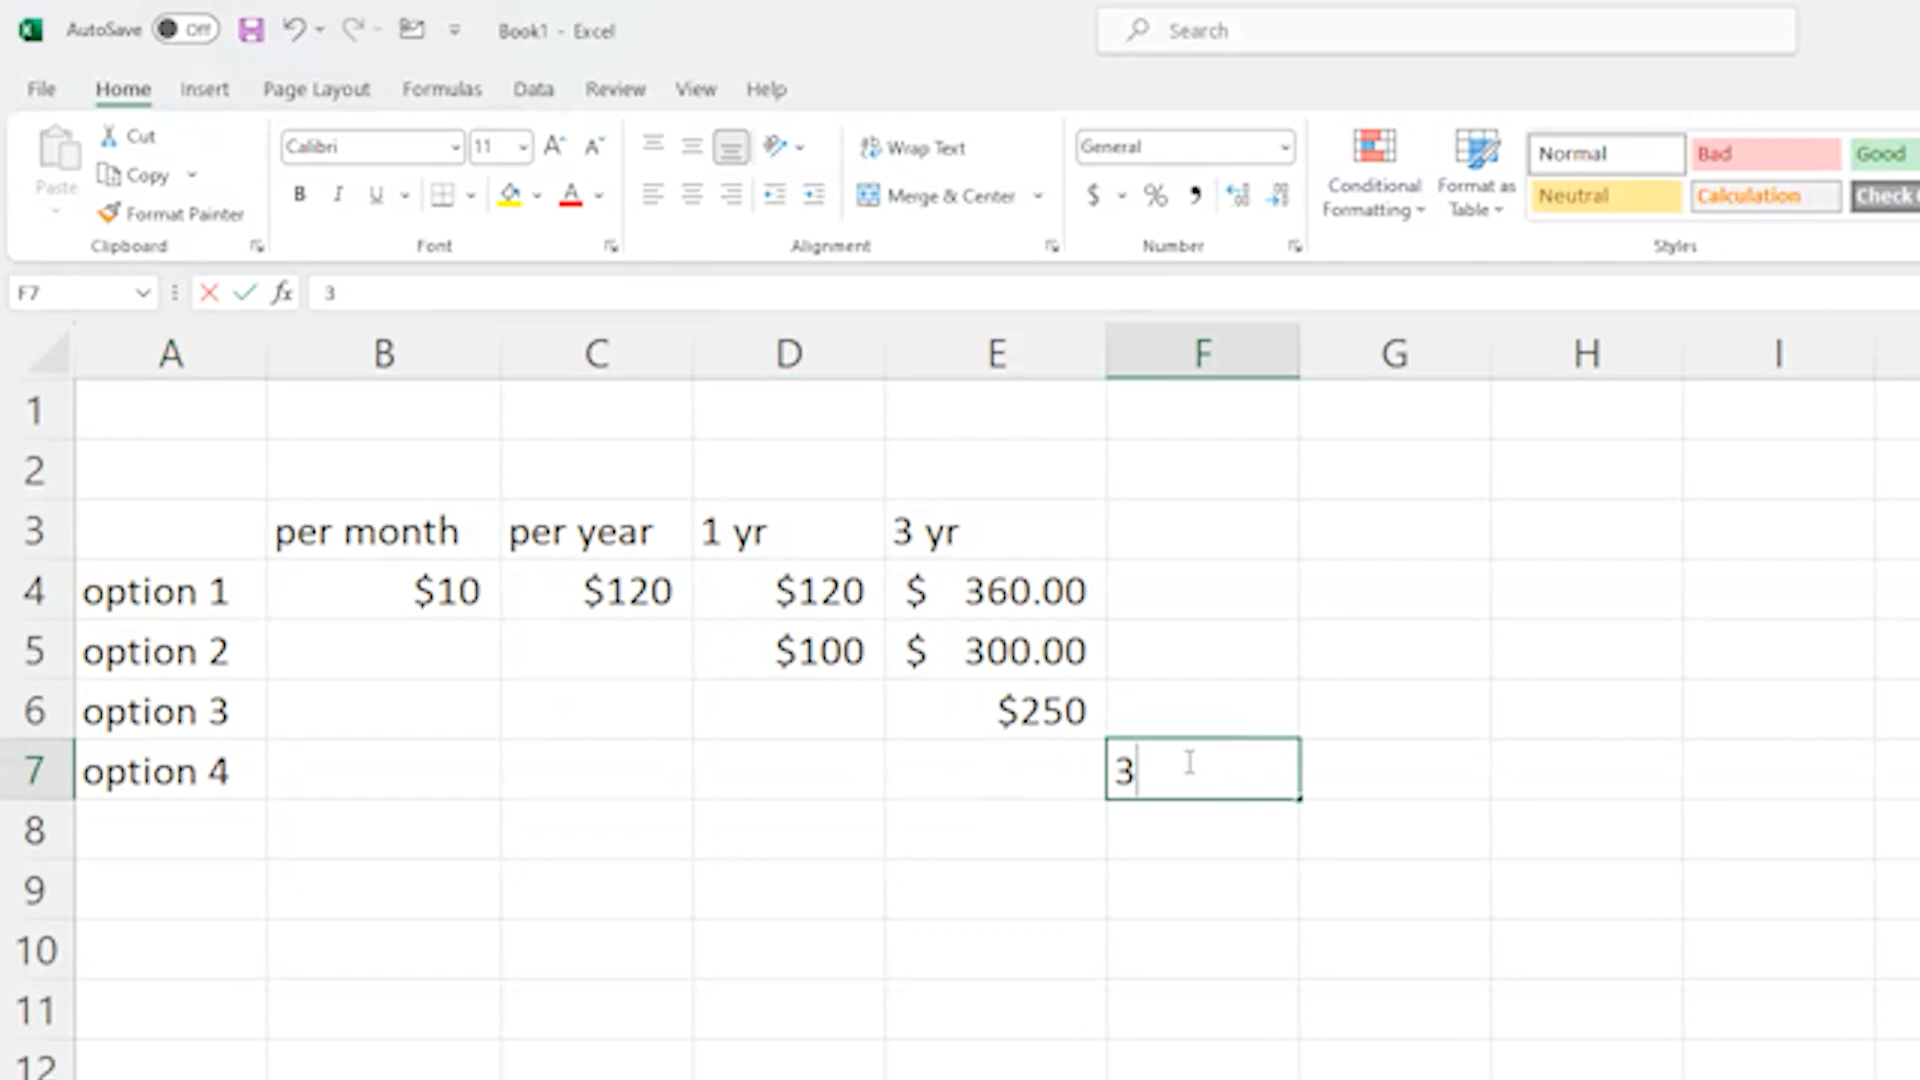 AutoSave Off Book1 - Excel Search
File Home Insert Page Layout Formulas Data Review View Help
Paste Cut Copy Format Painter Clipboard
Calibri 11 A A B I U A Font
Wrap Text Merge & Center Alignment
General $ % , Number
Conditional Formatting Format as Table
Normal Bad Good
Neutral Calculation Check
Styles
F7 fx 3
A B C D E F G H I
1
2
3 per month per year 1 yr 3 yr
4 option 1 $10 $120 $120 $ 360.00
5 option 2 $100 $ 300.00
6 option 3 $250
7 option 4 3
8
9
10
11
12